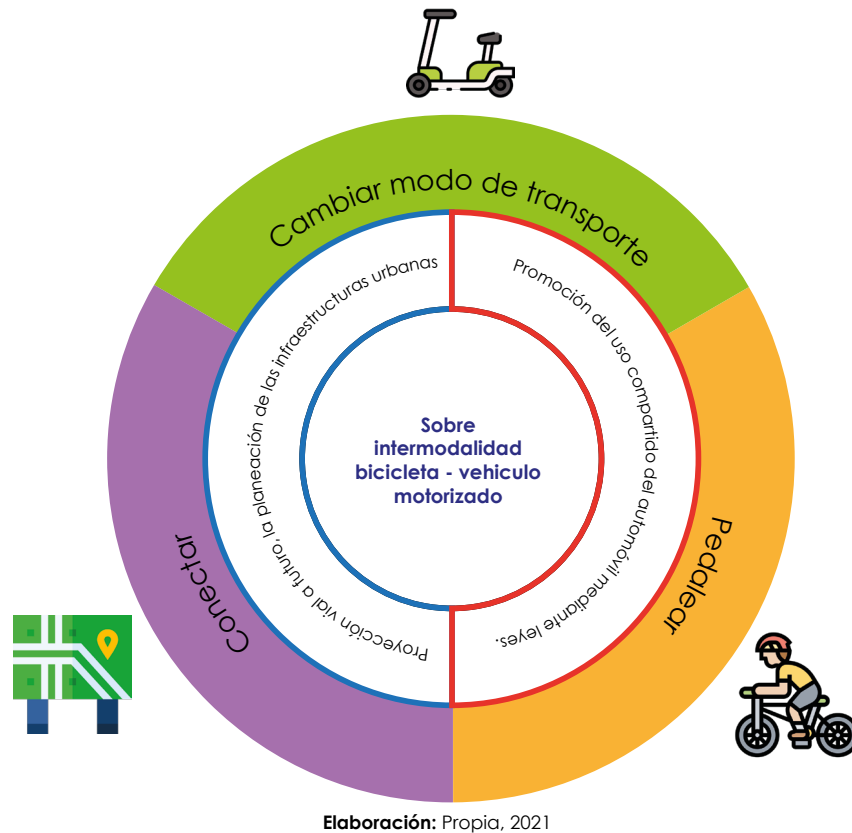 Cambiar modo de transporte
Proyección vial a futuro, la planeación de las infraestructuras urbanas
Promoción del uso compartido del automóvil mediante leyes.
Sobre
intermodalidad
bicicleta - vehiculo
motorizado
Conectar
Pedalear
Elaboración: Propia, 2021